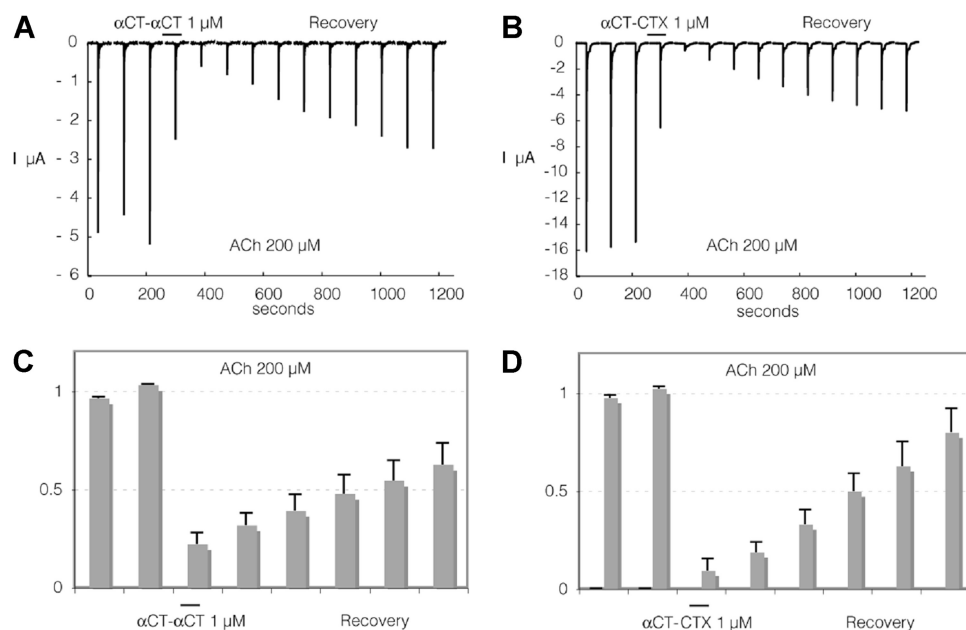 A
αCT-αCT 1 µM Recovery
0
- 1
- 2
- 3
- 4
- 5
- 6
I µA
ACh 200 µM
0 200 400 600 800 1000 1200
seconds
B
αCT-CTX 1 µM Recovery
0
-2
-4
-6
-8
-10
-12
-14
-16
-18
I µA
ACh 200 µM
0 200 400 600 800 1000 1200
seconds
C
ACh 200 µM
1
0.5
0
αCT-αCT 1 µM Recovery
D
ACh 200 µM
1
0.5
0
αCT-CTX 1 µM Recovery